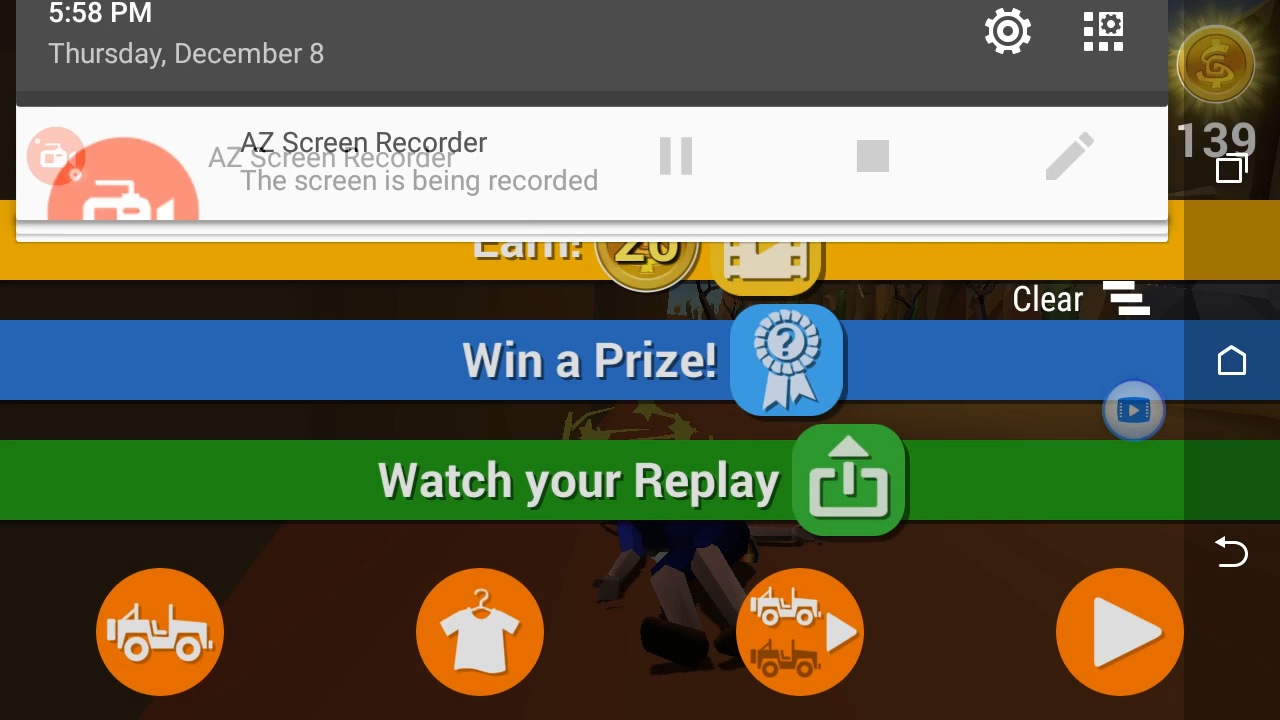 5:58 PM
Thursday, December 8
139
AZ Screen Recorder
AZ Screen Recorder
The screen is being recorded
Earn!
20
Clear
Win a Prize!
?
Watch your Replay